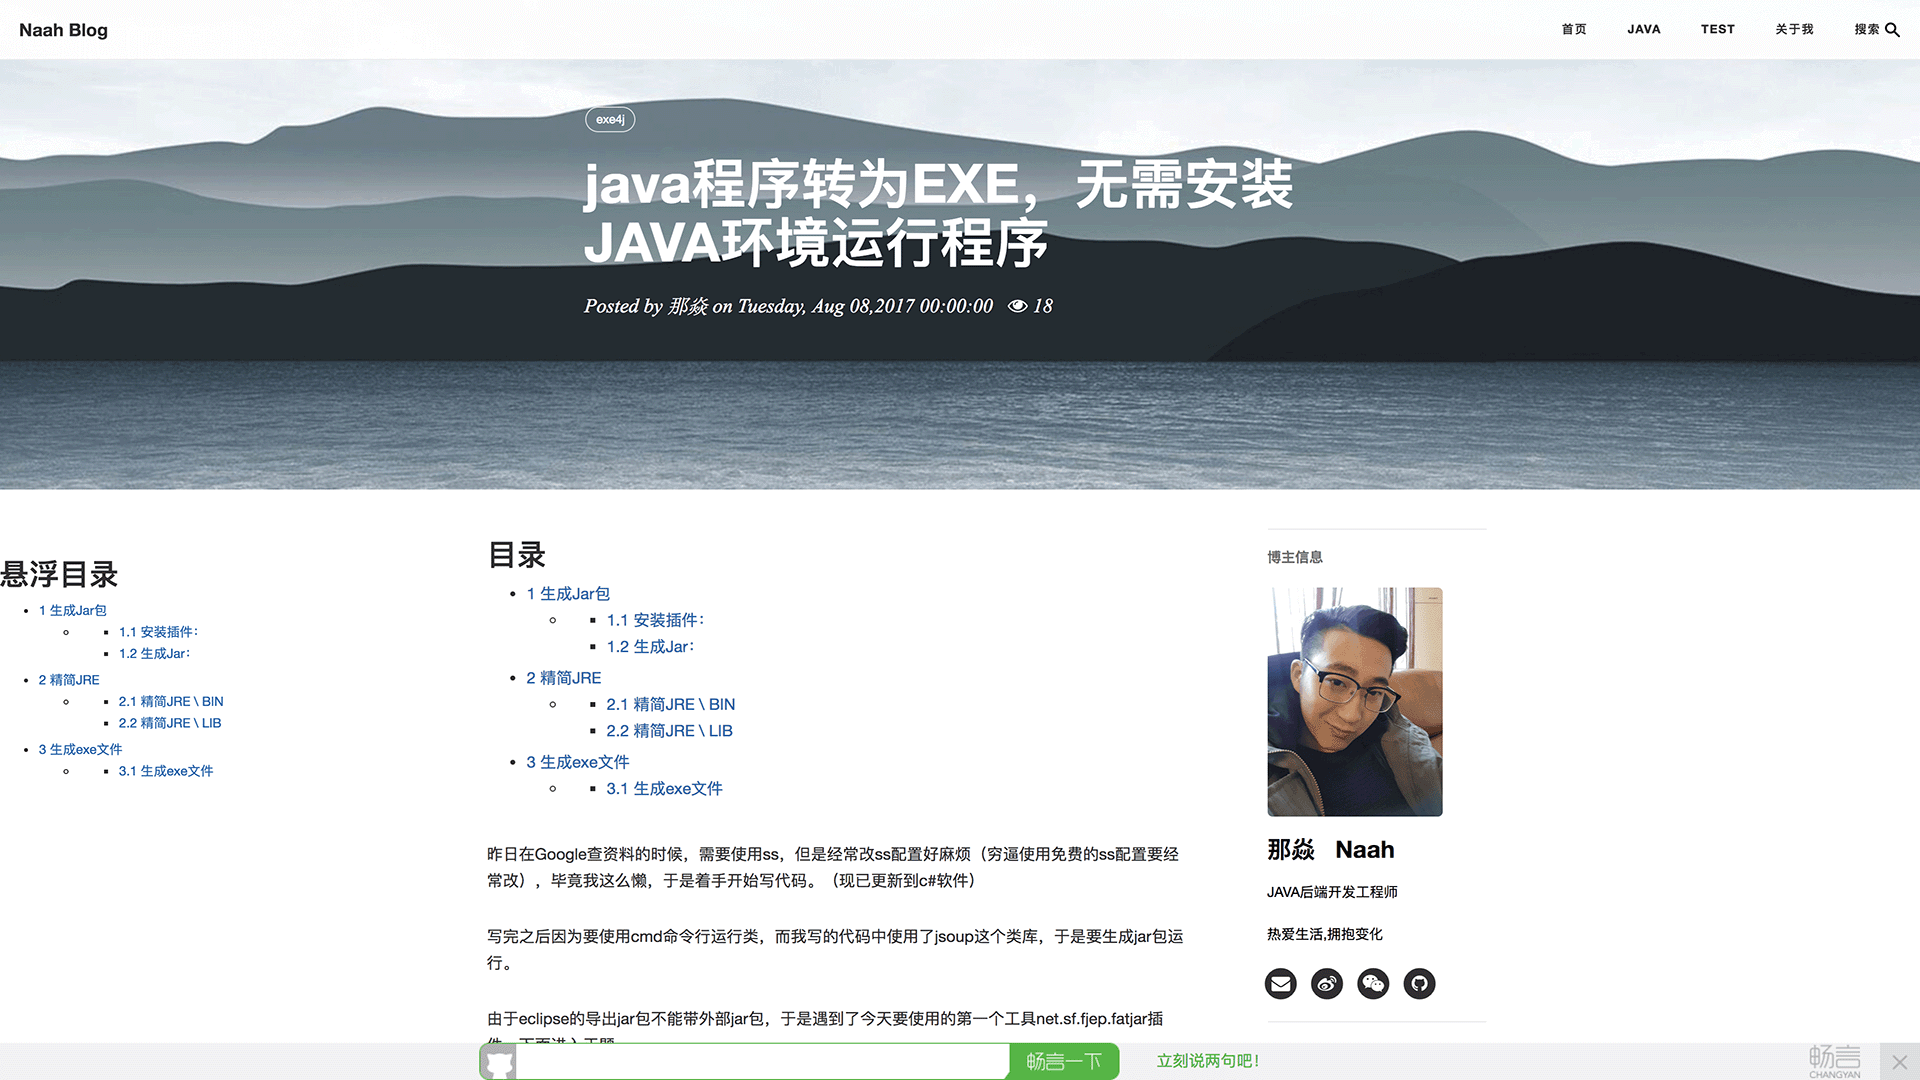 Naah Blog
首页 JAVA TEST 关于我 搜索
exe4j
java程序转为EXE，无需安装
JAVA环境运行程序
Posted by 那焱 on Tuesday, Aug 08,2017 00:00:00 18
悬浮目录
1 生成Jar包
1.1 安装插件：
1.2 生成Jar：
2 精简JRE
2.1 精简JRE \ BIN
2.2 精简JRE \ LIB
3 生成exe文件
3.1 生成exe文件
目录
1 生成Jar包
1.1 安装插件：
1.2 生成Jar：
2 精简JRE
2.1 精简JRE \ BIN
2.2 精简JRE \ LIB
3 生成exe文件
3.1 生成exe文件
昨日在Google查资料的时候，需要使用ss，但是经常改ss配置好麻烦（穷逼使用免费的ss配置要经
常改），毕竟我这么懒，于是着手开始写代码。（现已更新到c#软件）
写完之后因为要使用cmd命令行运行类，而我写的代码中使用了jsoup这个类库，于是要生成jar包运
行。
由于eclipse的导出jar包不能带外部jar包，于是遇到了今天要使用的第一个工具net.sf.fjep.fatjar插
件，下面进入正题
博主信息
那焱 Naah
JAVA后端开发工程师
热爱生活,拥抱变化
畅言一下
立刻说两句吧！
畅言
CHANGYAN